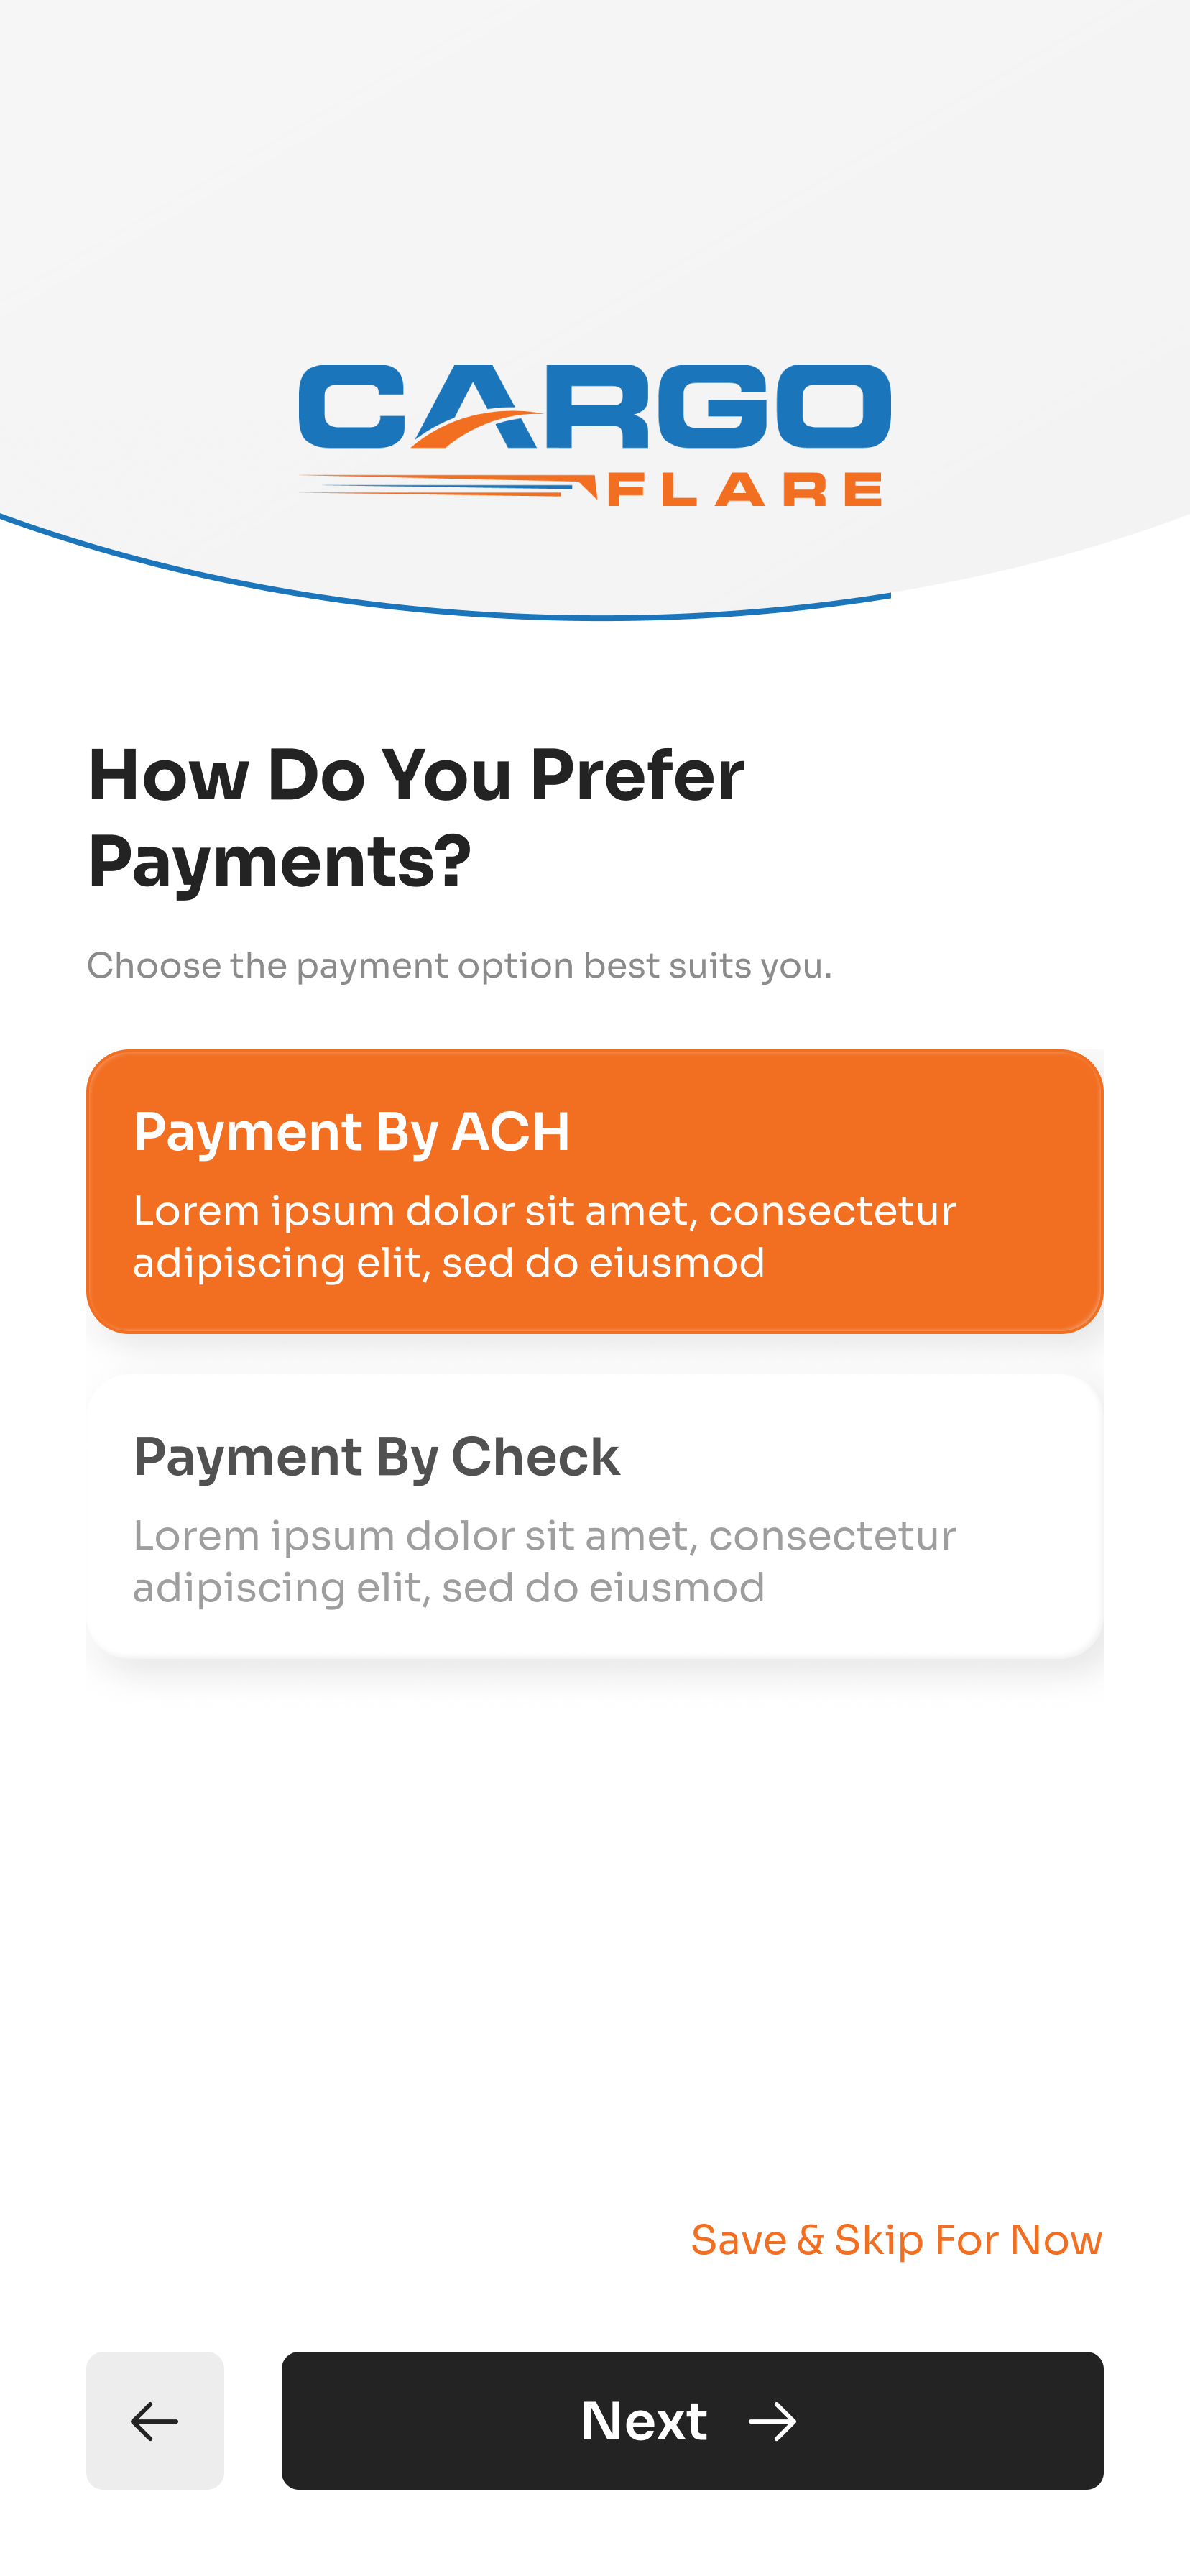 CARGO
FLARE
How Do You Prefer
Payments?
Choose the payment option best suits you.
Payment By ACH
Lorem ipsum dolor sit amet, consectetur
adipiscing elit, sed do eiusmod
Payment By Check
Lorem ipsum dolor sit amet, consectetur
adipiscing elit, sed do eiusmod
Save & Skip For Now
Next